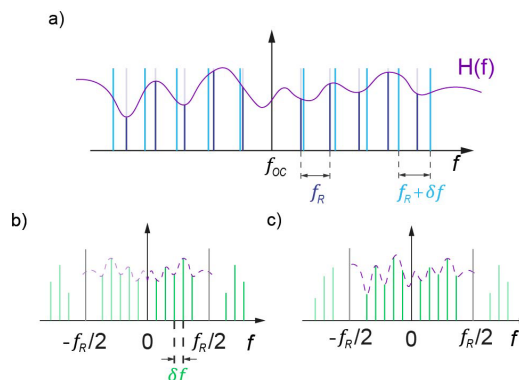 a)
H(f)
f_OC
f
f_R
f_R+δf
b)
c)
-f_R/2
0
f_R/2
f
δf
-f_R/2
0
f_R/2
f